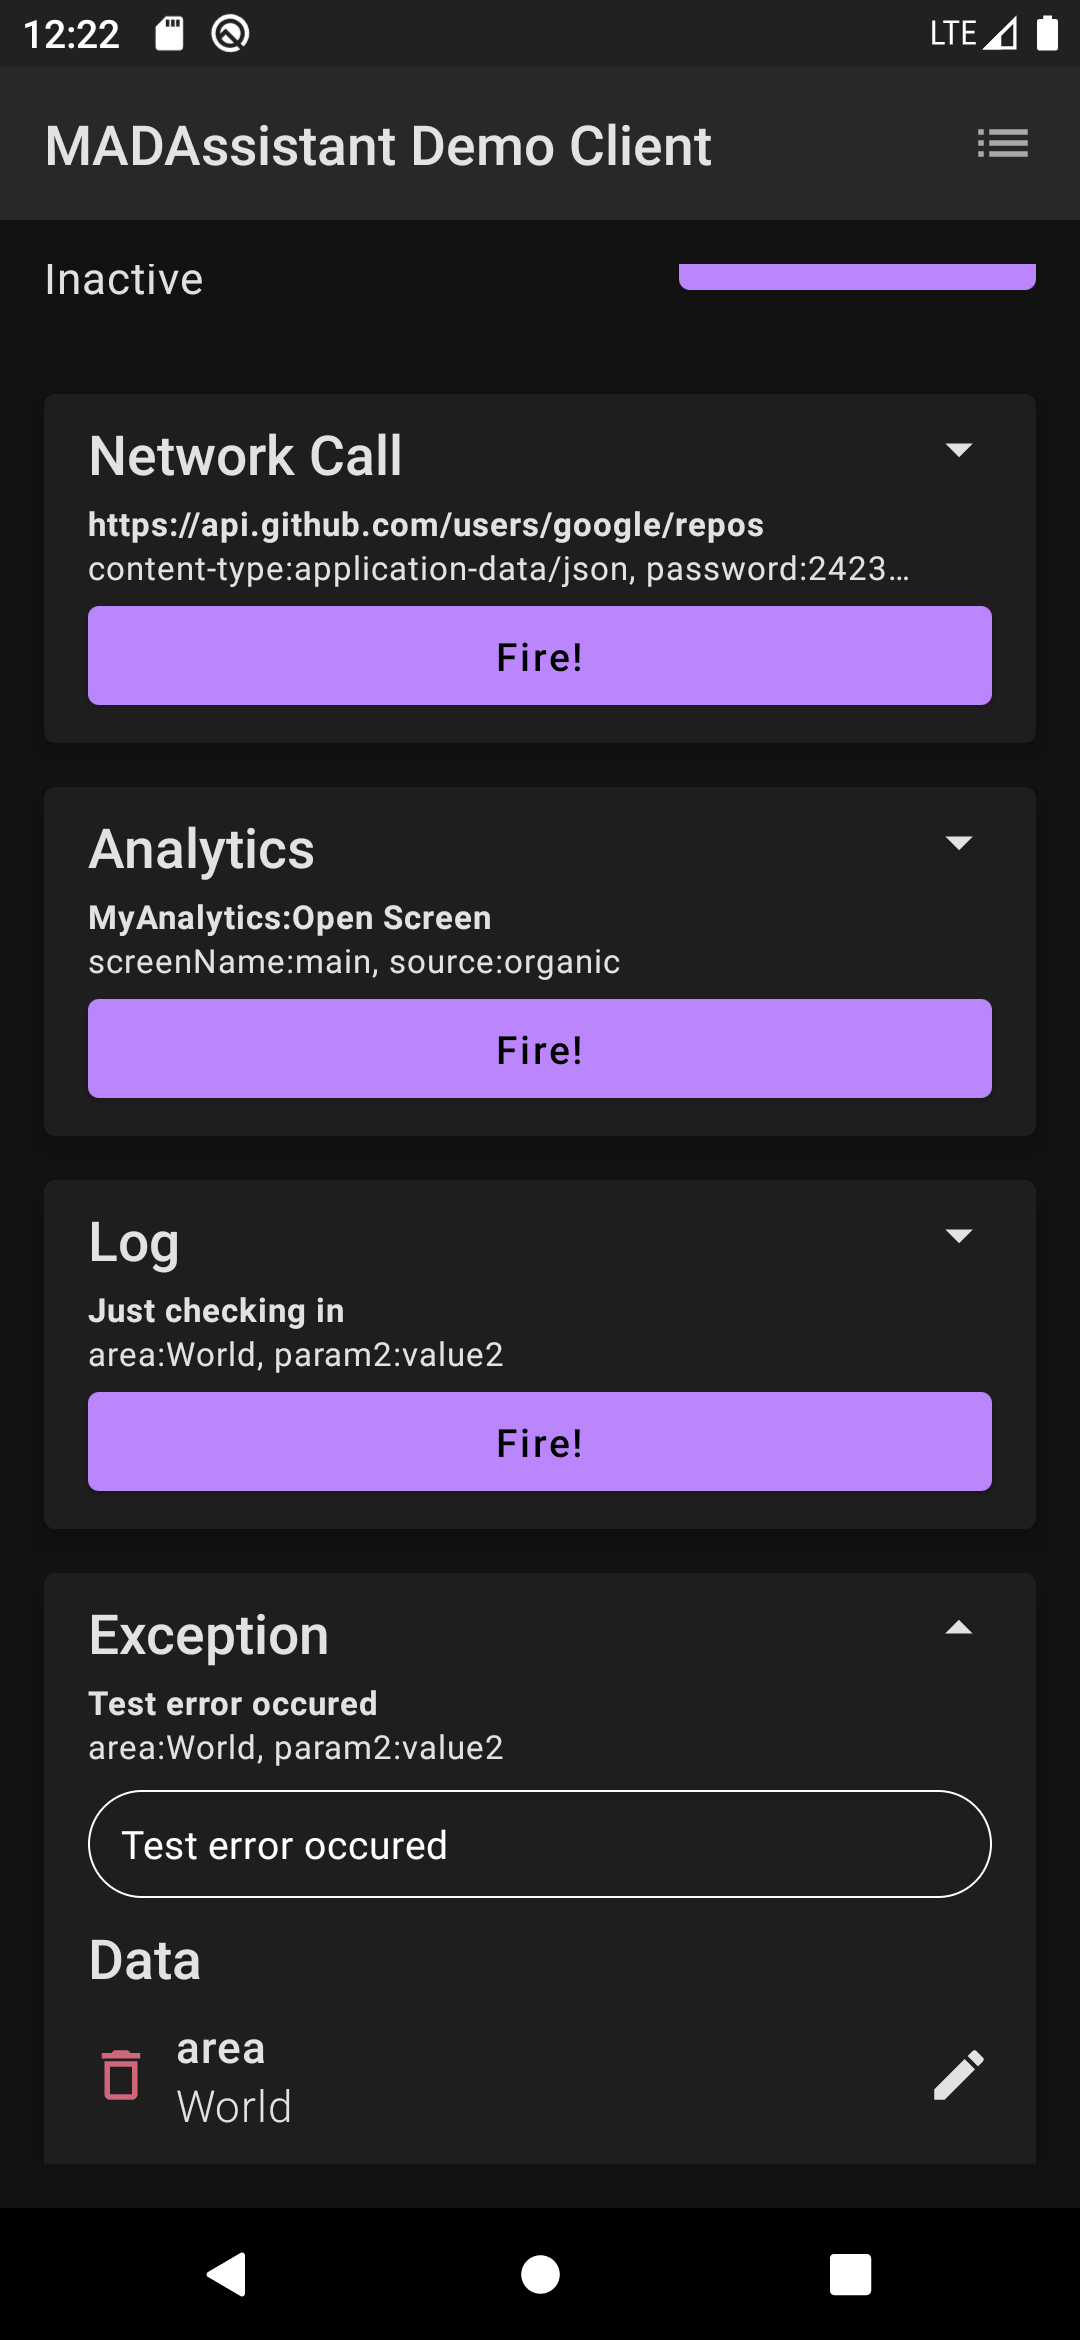 12:22 LTE
MADAssistant Demo Client
Inactive
Network Call
https://api.github.com/users/google/repos
content-type:application-data/json, password:2423…
Fire!
Analytics
MyAnalytics:Open Screen
screenName:main, source:organic
Fire!
Log
Just checking in
area:World, param2:value2
Fire!
Exception
Test error occured
area:World, param2:value2
Test error occured
Data
area
World